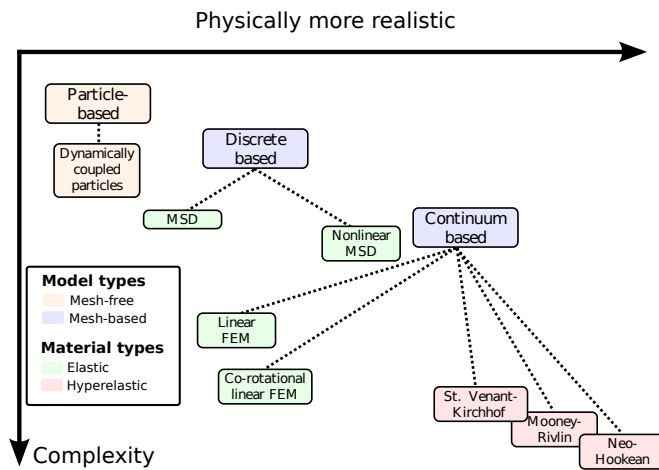 Physically more realistic
Particle-
based
Dynamically
coupled
particles
Discrete
based
MSD
Nonlinear
MSD
Continuum
based
Model types
Mesh-free
Mesh-based
Material types
Elastic
Hyperelastic
Linear
FEM
Co-rotational
linear FEM
St. Venant-
Kirchhof
Mooney-
Rivlin
Neo-
Hookean
Complexity